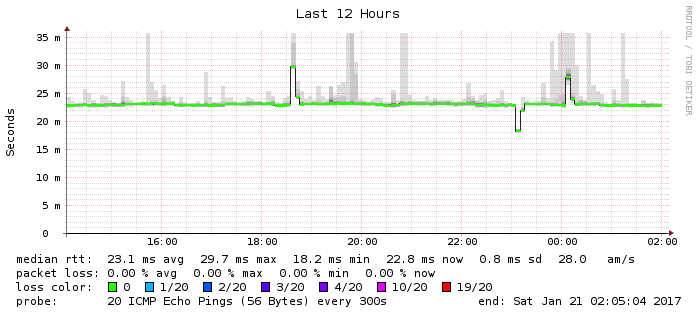 Last 12 Hours
RRDTOOL / TOBI OETIKER
Seconds
35 m
30 m
25 m
20 m
15 m
10 m
5 m
0
16:00 18:00 20:00 22:00 00:00 02:00
median rtt: 23.1 ms avg 29.7 ms max 18.2 ms min 22.8 ms now 0.8 ms sd 28.0 am/s
packet loss: 0.00 % avg 0.00 % max 0.00 % min 0.00 % now
loss color: 0 1/20 2/20 3/20 4/20 10/20 19/20
probe: 20 ICMP Echo Pings (56 Bytes) every 300s end: Sat Jan 21 02:05:04 2017